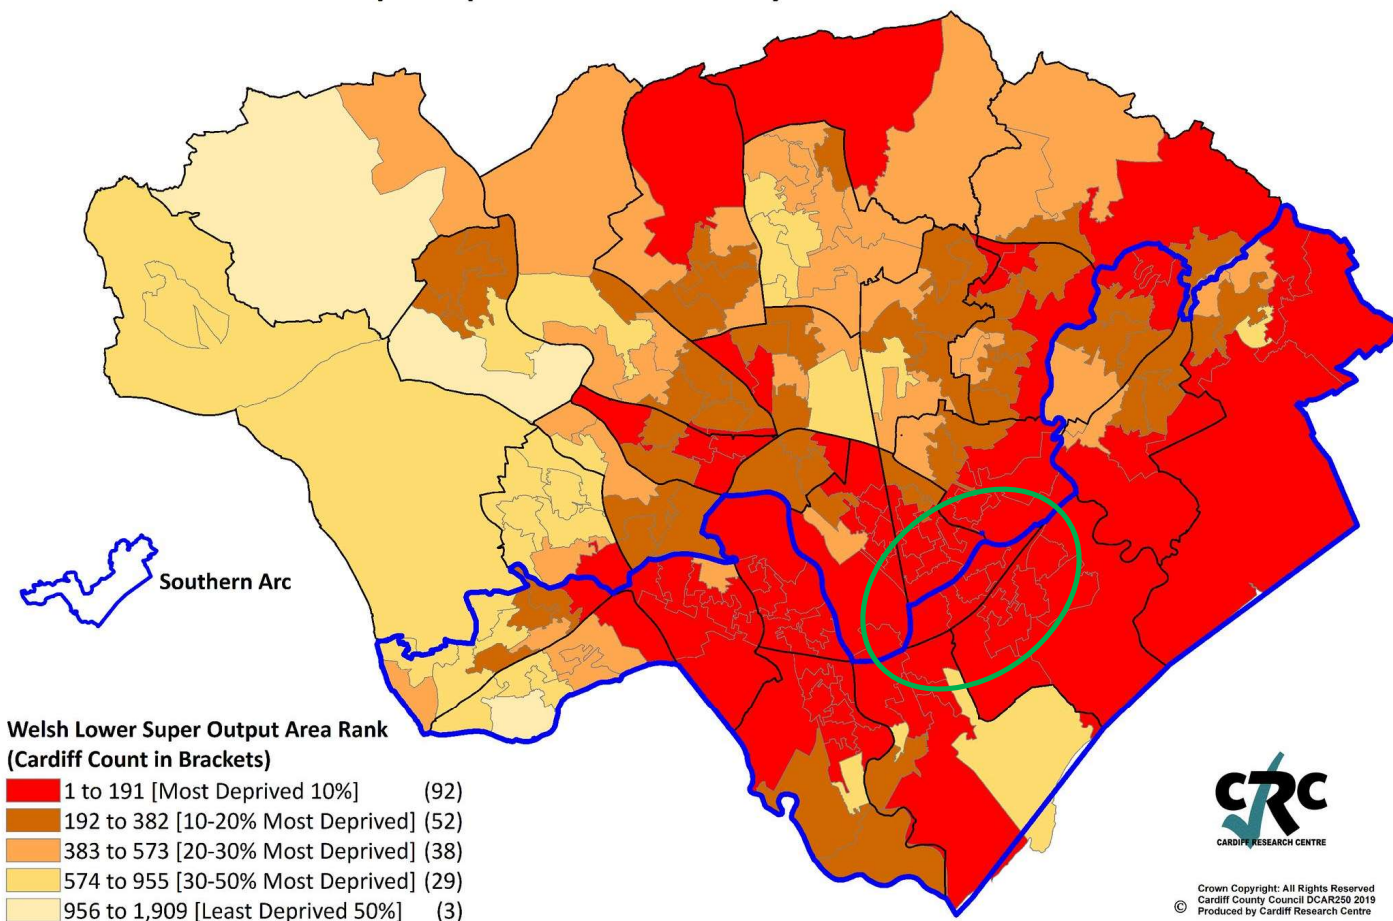 Southern Arc
Welsh Lower Super Output Area Rank
(Cardiff Count in Brackets)
1 to 191 [Most Deprived 10%] (92)
192 to 382 [10-20% Most Deprived] (52)
383 to 573 [20-30% Most Deprived] (38)
574 to 955 [30-50% Most Deprived] (29)
956 to 1,909 [Least Deprived 50%] (3)
CRC
CARDIFF RESEARCH CENTRE
Crown Copyright: All Rights Reserved
Cardiff County Council DCAR250 2019
© Produced by Cardiff Research Centre